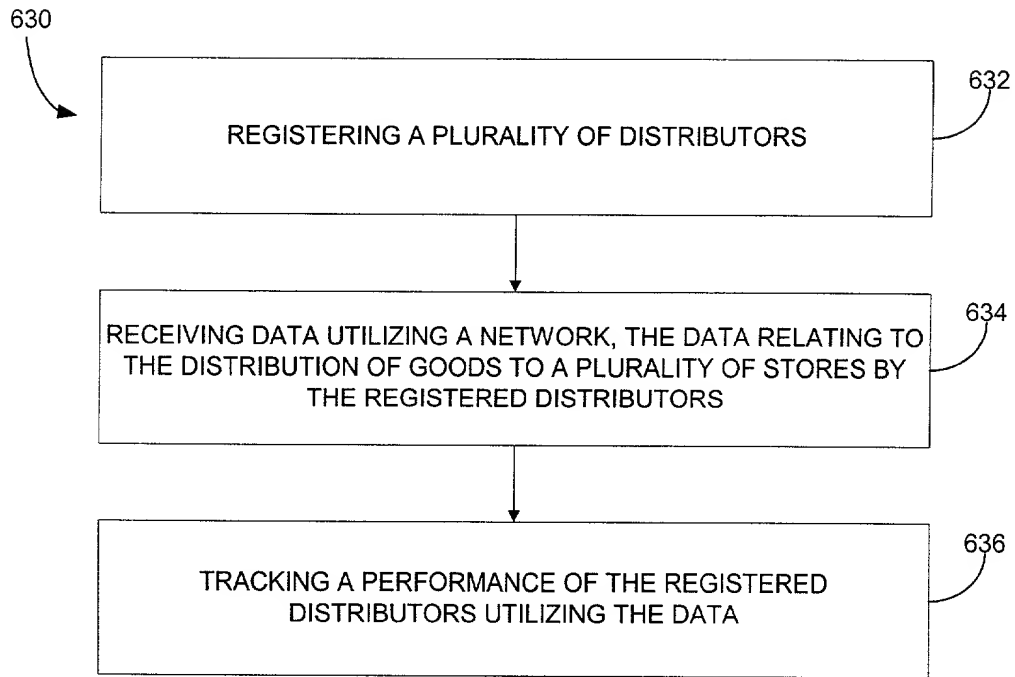 630
632
REGISTERING A PLURALITY OF DISTRIBUTORS
634
RECEIVING DATA UTILIZING A NETWORK, THE DATA RELATING TO
THE DISTRIBUTION OF GOODS TO A PLURALITY OF STORES BY
THE REGISTERED DISTRIBUTORS
636
TRACKING A PERFORMANCE OF THE REGISTERED
DISTRIBUTORS UTILIZING THE DATA